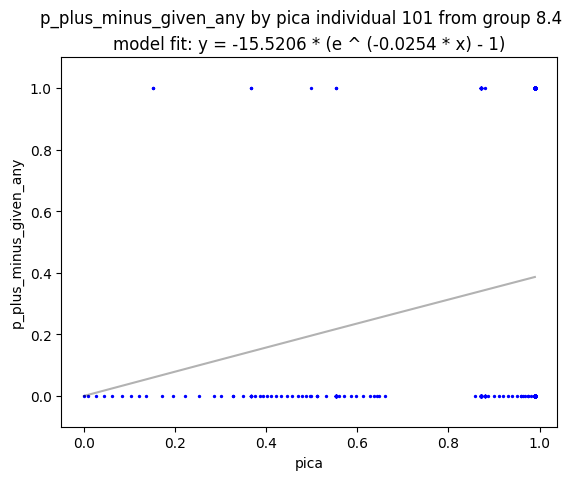 p_plus_minus_given_any by pica individual 101 from group 8.4
model fit: y = -15.5206 * (e ^ (-0.0254 * x) - 1)
1.0
0.8
0.6
0.4
0.2
0.0
p_plus_minus_given_any
0.0 0.2 0.4 0.6 0.8 1.0
pica